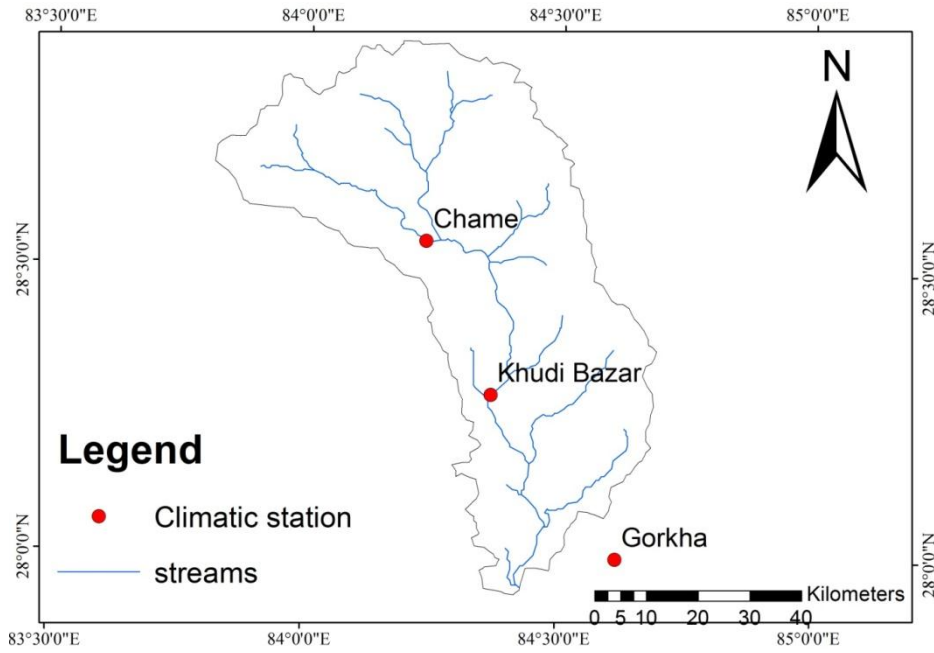 83°30'0"E 84°0'0"E 84°30'0"E 85°0'0"E
N
Chame
28°30'0"N
28°30'0"N
Khudi Bazar
Legend
Climatic station
streams
Gorkha
28°0'0"N
28°0'0"N
Kilometers
0 5 10 20 30 40
83°30'0"E 84°0'0"E 84°30'0"E 85°0'0"E